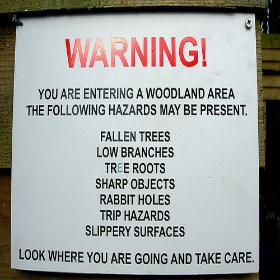 WARNING!
YOU ARE ENTERING A WOODLAND AREA
THE FOLLOWING HAZARDS MAY BE PRESENT.
FALLEN TREES
LOW BRANCHES
TREE ROOTS
SHARP OBJECTS
RABBIT HOLES
TRIP HAZARDS
SLIPPERY SURFACES
LOOK WHERE YOU ARE GOING AND TAKE CARE.